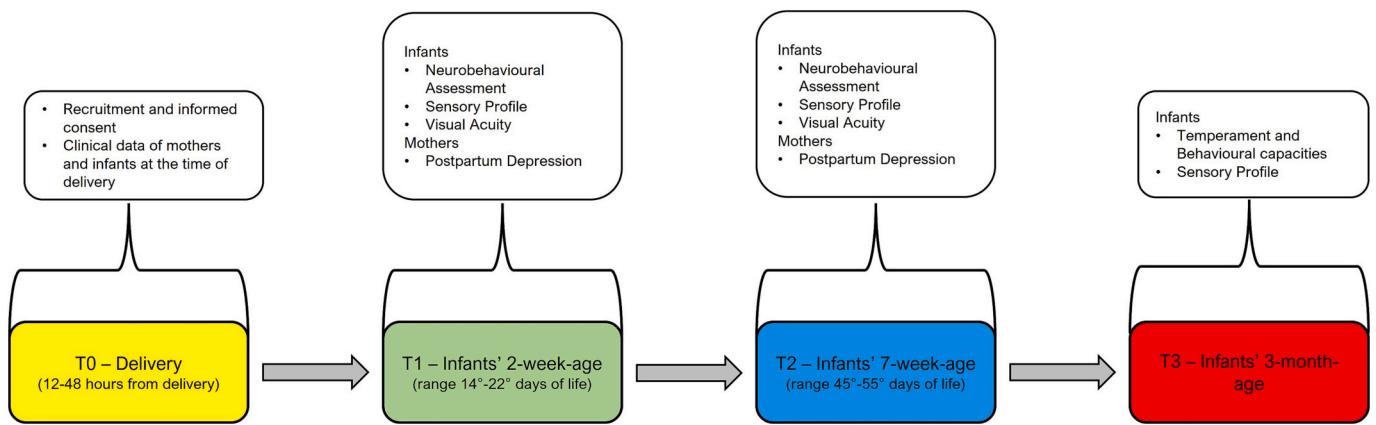 • Recruitment and informed
consent
• Clinical data of mothers
and infants at the time of
delivery
T0 – Delivery
(12-48 hours from delivery)
Infants
• Neurobehavioural
Assessment
• Sensory Profile
• Visual Acuity
Mothers
• Postpartum Depression
T1 – Infants’ 2-week-age
(range 14°-22° days of life)
Infants
• Neurobehavioural
Assessment
• Sensory Profile
• Visual Acuity
Mothers
• Postpartum Depression
T2 – Infants’ 7-week-age
(range 45°-55° days of life)
Infants
• Temperament and
Behavioural capacities
• Sensory Profile
T3 – Infants’ 3-month-
age